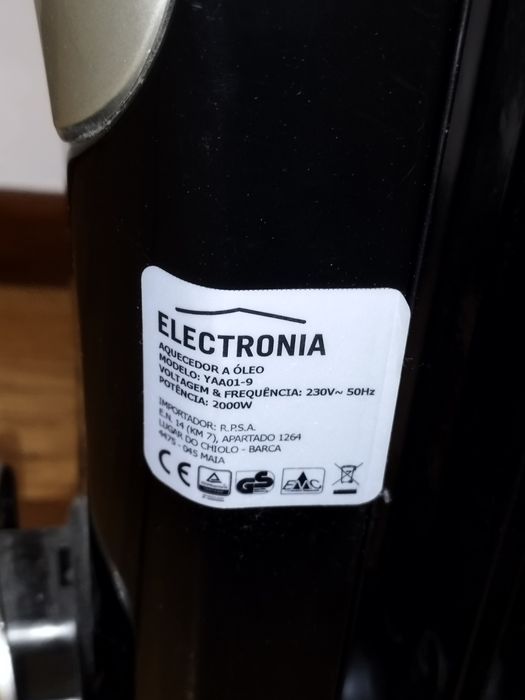 ELECTRONIA
AQUECEDOR A ÓLEO
MODELO: YAA01-9
VOLTAGEM & FREQUÊNCIA: 230V~ 50Hz
POTÊNCIA: 2000W
IMPORTADOR: R.P.S.A.
E.N. 14 (KM 7), APARTADO 1264
LUGAR DO CHIOLO - BARCA
4475 - 045 MAIA
CE GS EMC